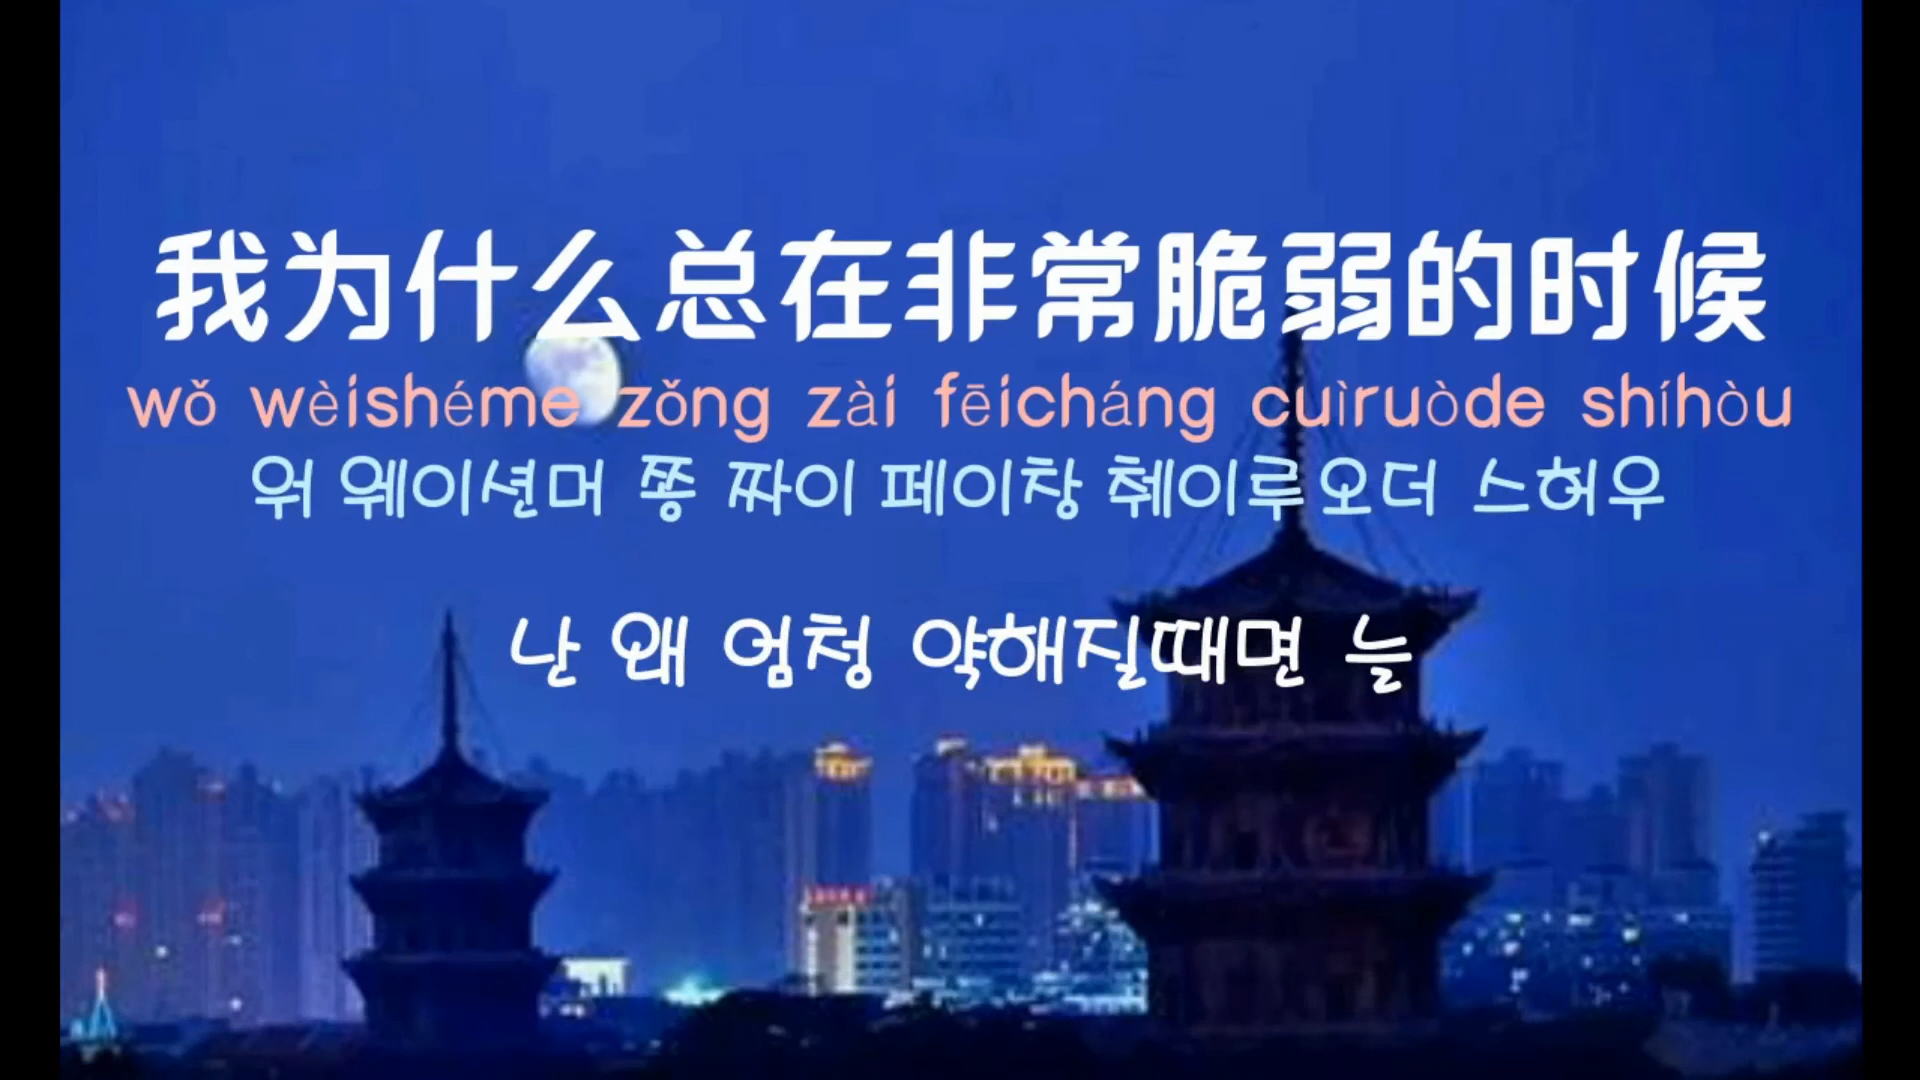 我为什么总在非常脆弱的时候
wǒ wèishéme zǒng zài fēicháng cuìruòde shíhòu
워 웨이션머 쫑 짜이 페이창 췌이루오더 스허우
난 왜 엄청 약해질때면 늘